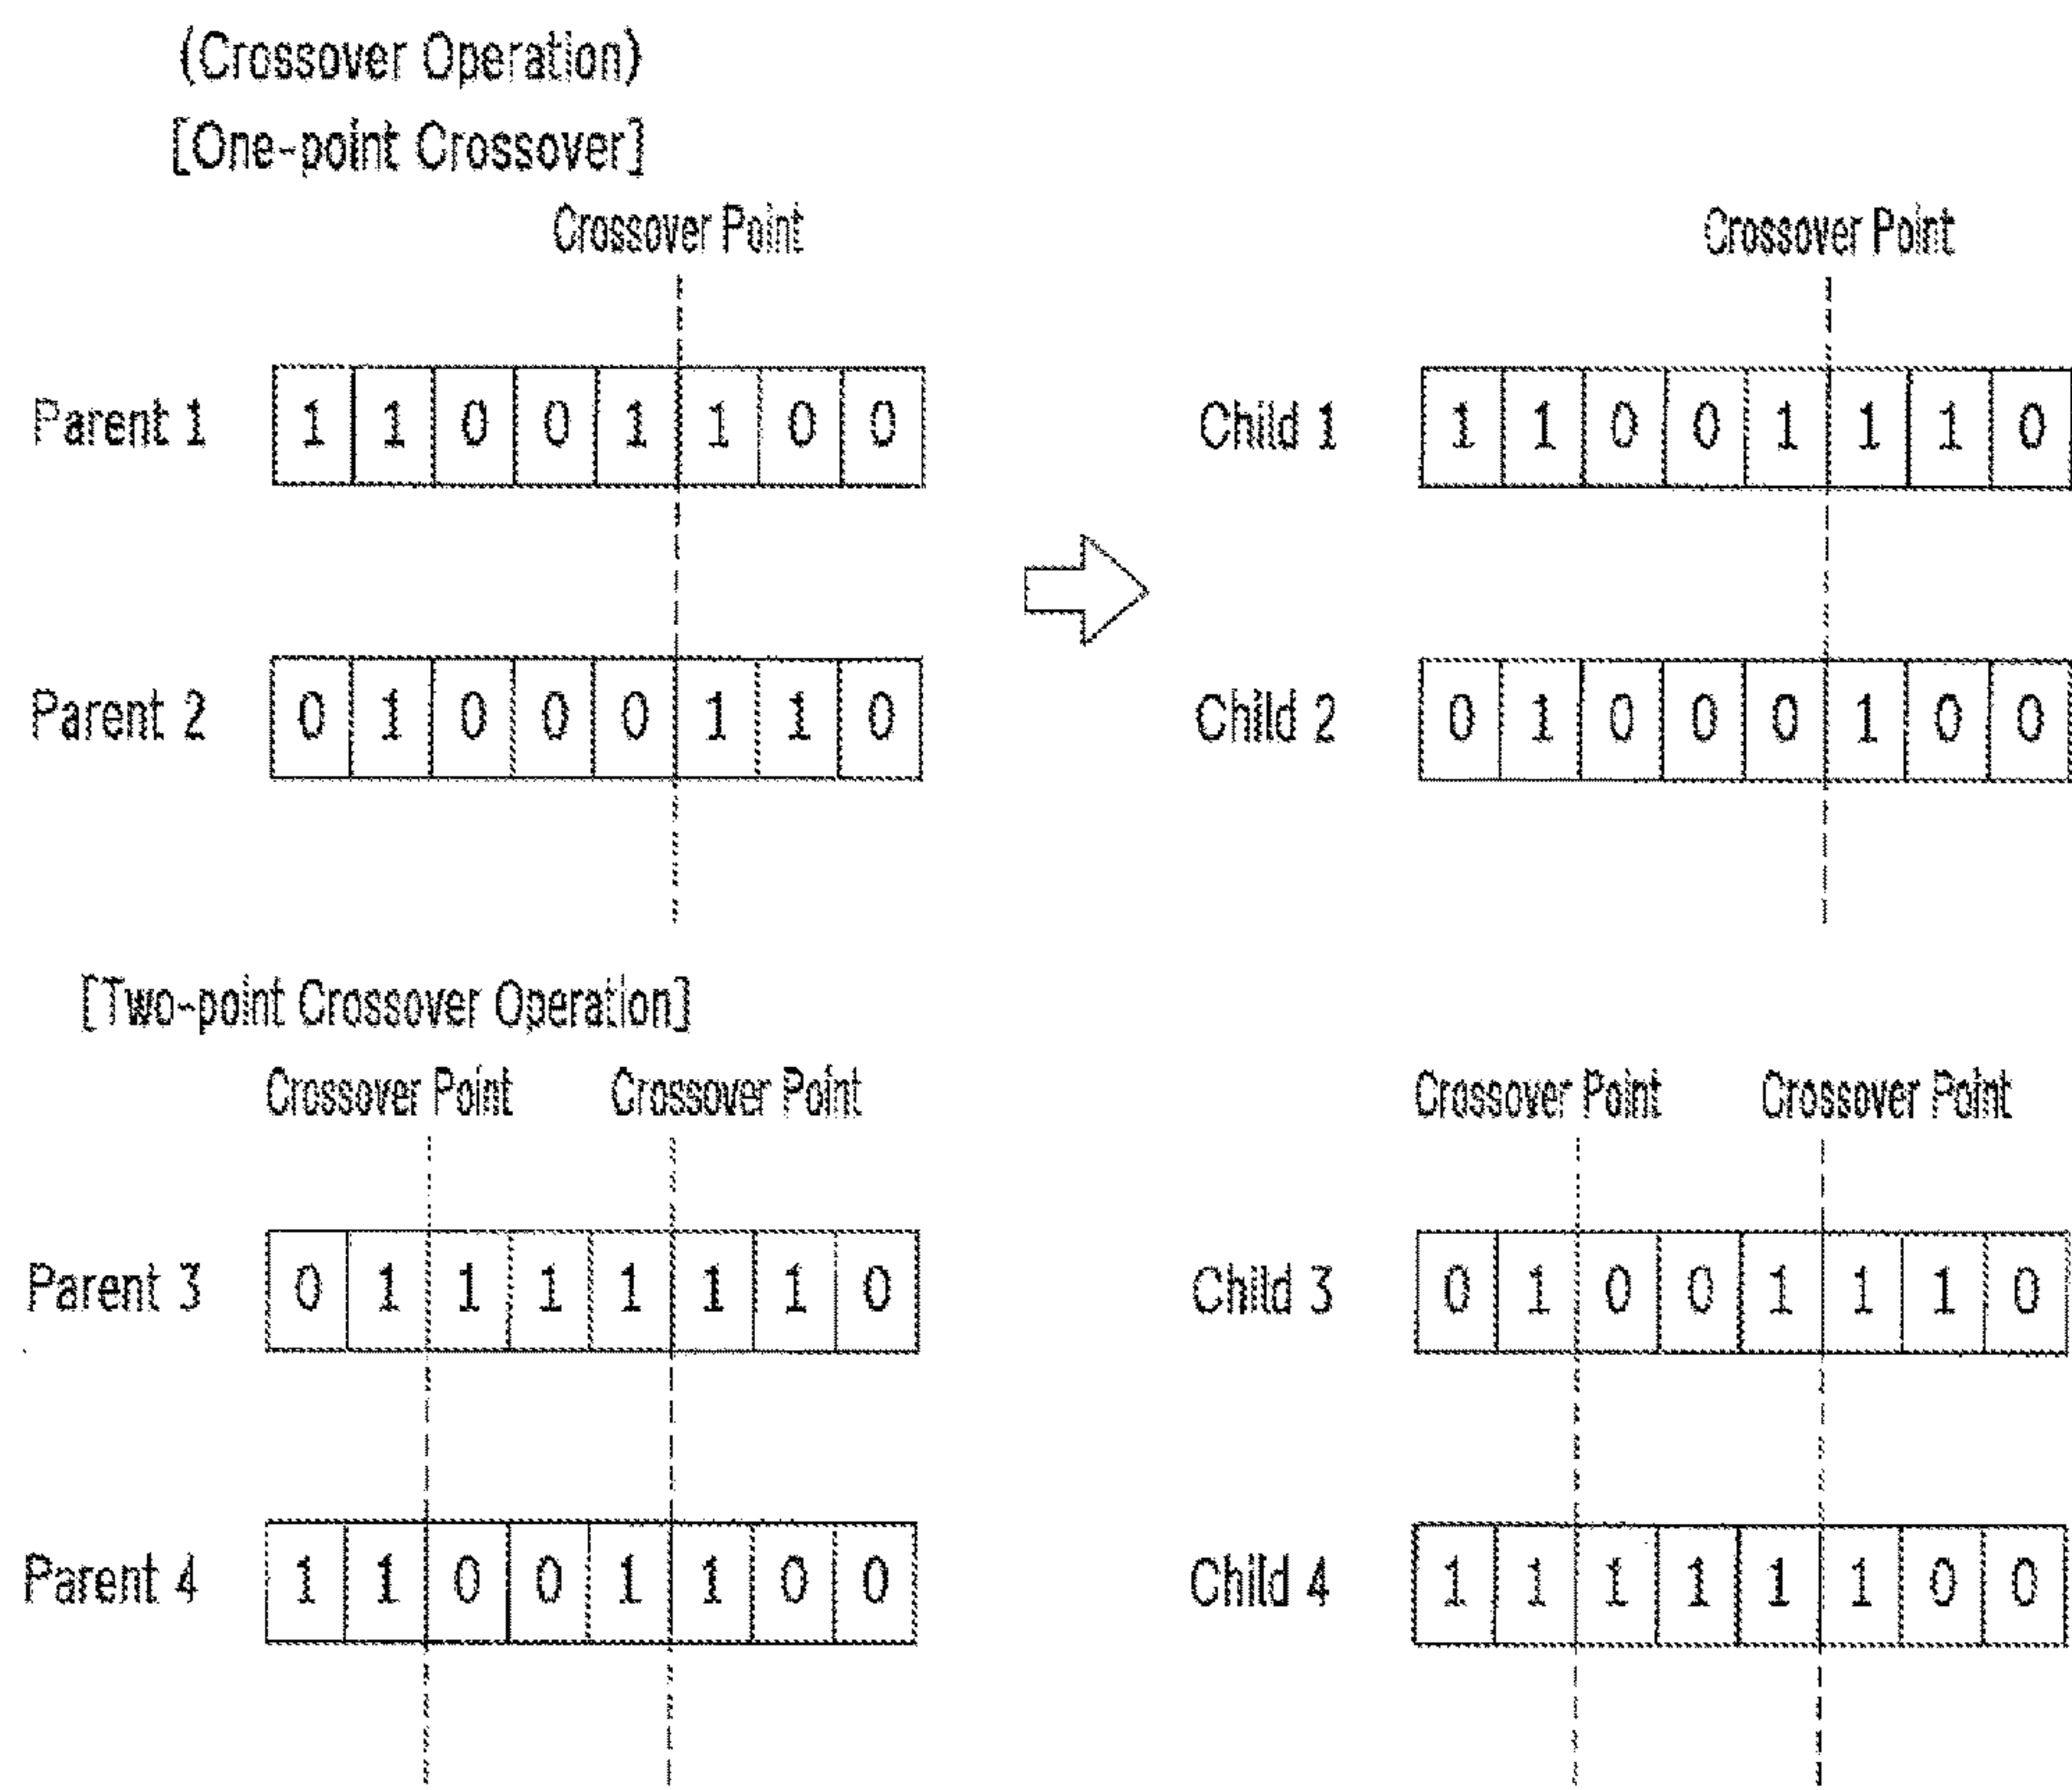 (Crossover Operation)
[One-point Crossover]
Crossover Point
Crossover Point
Parent 1 1 1 0 0 1 1 0 0
Child 1 1 1 0 0 1 1 1 0
Parent 2 0 1 0 0 0 1 1 0
Child 2 0 1 0 0 0 1 0 0
[Two-point Crossover Operation]
Crossover Point Crossover Point
Crossover Point Crossover Point
Parent 3 0 1 1 1 1 1 1 0
Child 3 0 1 0 0 1 1 1 0
Parent 4 1 1 0 0 1 1 0 0
Child 4 1 1 1 1 1 1 0 0